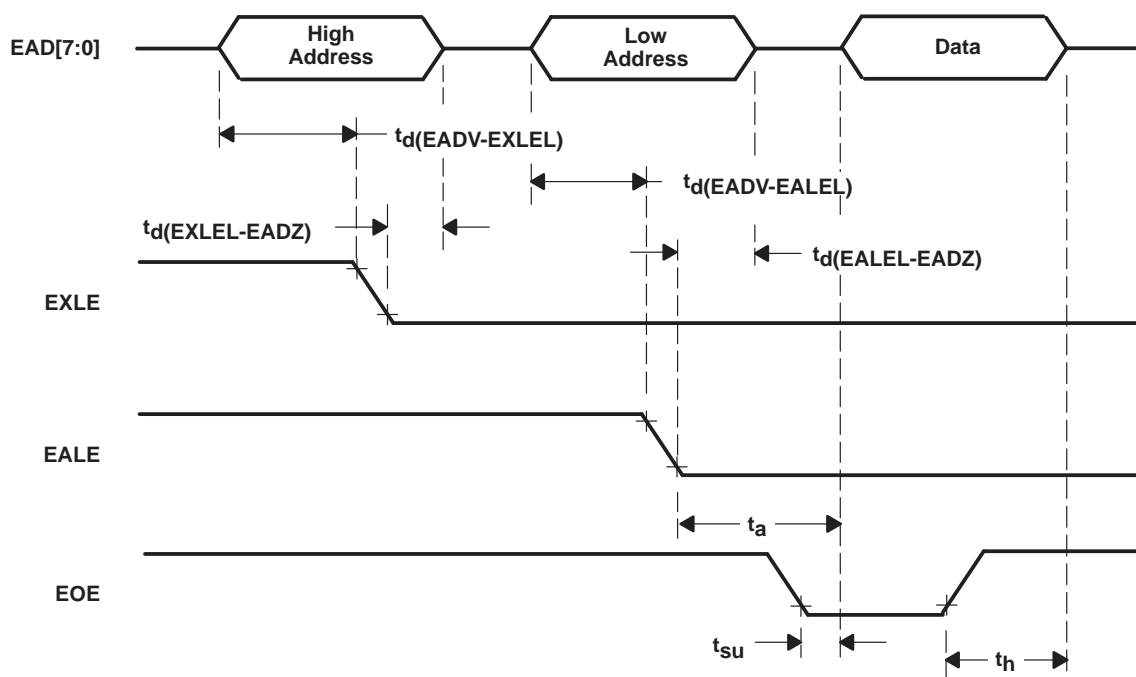 EAD[7:0]
High
Address
Low
Address
Data
td(EADV-EXLEL)
td(EADV-EALEL)
td(EXLEL-EADZ)
td(EALEL-EADZ)
EXLE
EALE
ta
EOE
tsu
th